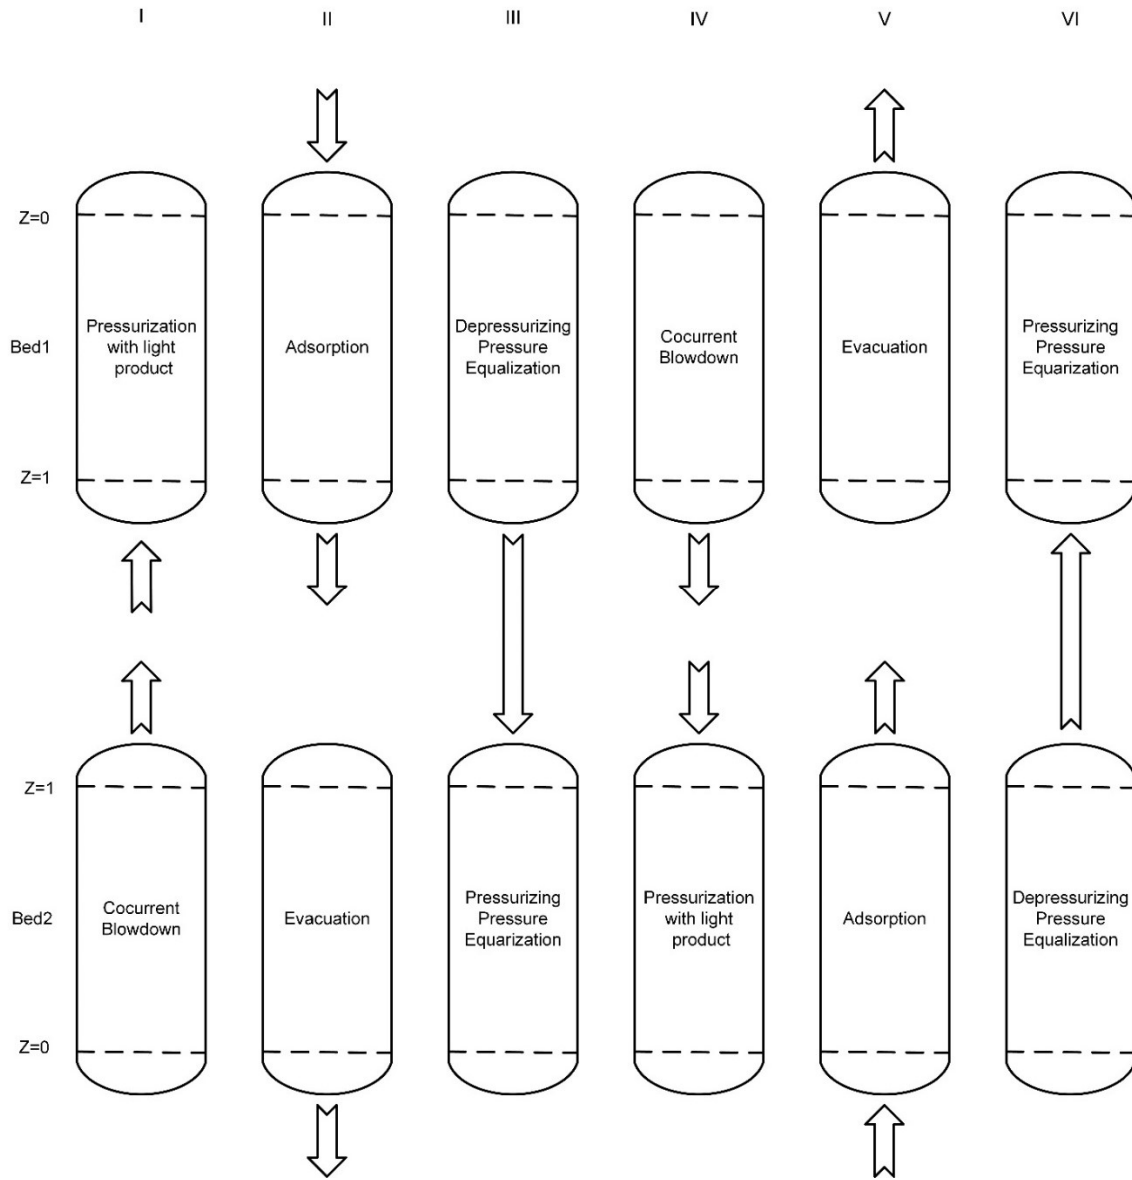 I II III IV V VI
Z=0
Bed1
Pressurization
with light
product
Adsorption
Depressurizing
Pressure
Equalization
Cocurrent
Blowdown
Evacuation
Pressurizing
Pressure
Equarization
Z=1
Z=1
Bed2
Cocurrent
Blowdown
Evacuation
Pressurizing
Pressure
Equarization
Pressurization
with light
product
Adsorption
Depressurizing
Pressure
Equalization
Z=0